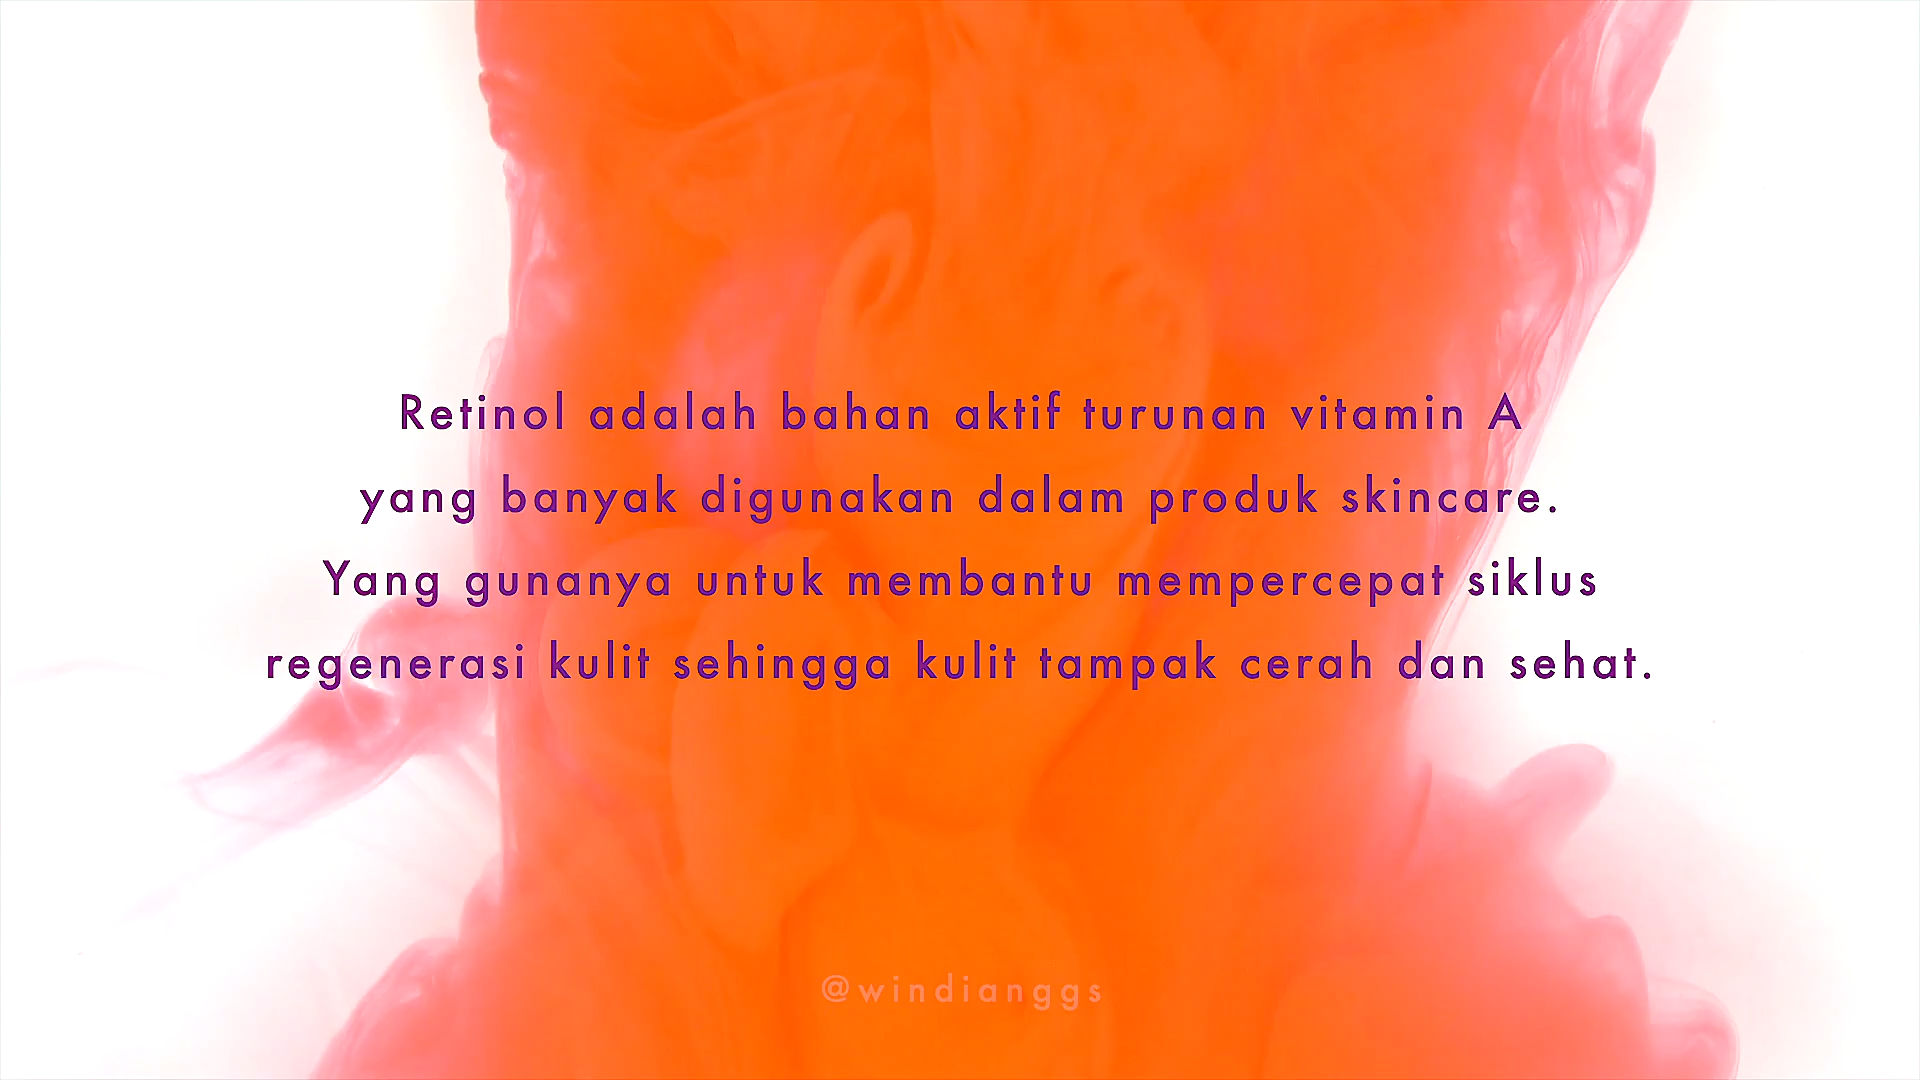 Retinol adalah bahan aktif turunan vitamin A
yang banyak digunakan dalam produk skincare.
Yang gunanya untuk membantu mempercepat siklus
regenerasi kulit sehingga kulit tampak cerah dan sehat.
@windianggs